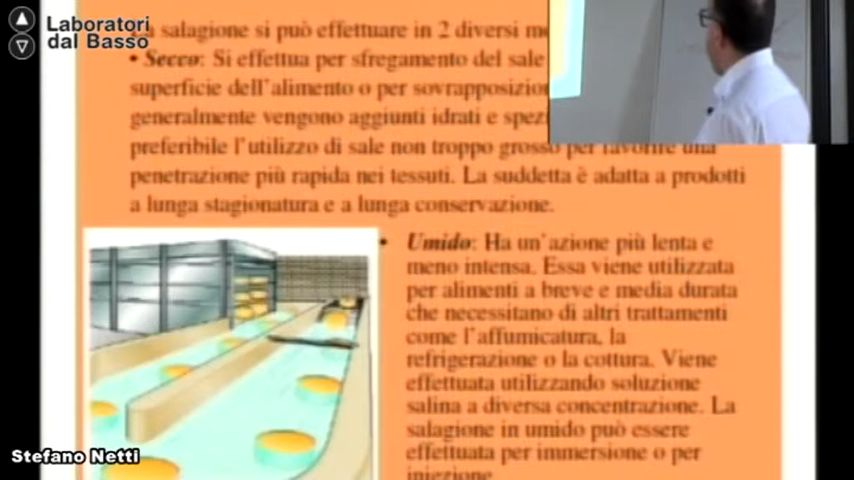 Laboratori
dal Basso
La salagione si può effettuare in 2 diversi
• Secco: Si effettua per sfregamento del sale
superficie dell'alimento o per
generalmente vengono aggiunti idrati e
preferibile l'utilizzo di sale non troppo grosso per favorire una
penetrazione più rapida nei tessuti. La suddetta è adatta a prodotti
a lunga stagionatura e a lunga conservazione.
• Umido: Ha un'azione più lenta e
meno intensa. Essa viene utilizzata
per alimenti a breve e media durata
che necessitano di altri trattamenti
come l'affumicatura, la
refrigerazione o la cottura. Viene
effettuata utilizzando soluzione
salina a diversa concentrazione. La
salagione in umido può essere
effettuata per immersione o per
iniezione
Stefano Netti